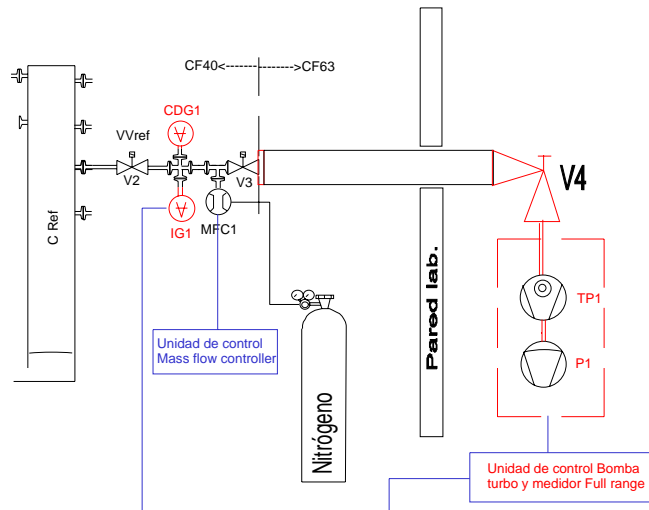 CF40 <------- ------->CF63
CDG1
VVref
V2
V3
V4
C Ref
IG1
MFC1
Pared lab.
TP1
Unidad de control
Mass flow controller
P1
Nitrógeno
Unidad de control Bomba
turbo y medidor Full range